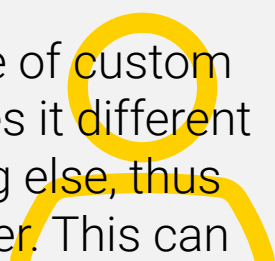 e of custom
s it different
g else, thus
er. This can